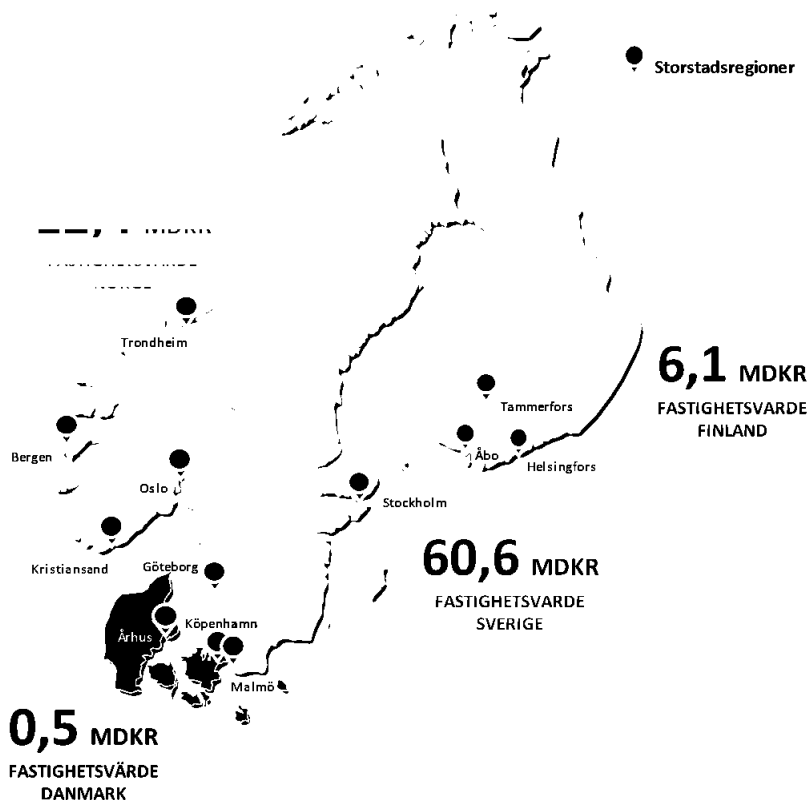 Storstadsregioner
MDKR
Trondheim
6,1 MDKR
FASTIGHETSVARDE
FINLAND
Tammerfors
Bergen
Åbo
Helsingfors
Oslo
Stockholm
Kristiansand
Göteborg
60,6 MDKR
FASTIGHETSVARDE
SVERIGE
Århus
Köpenhamn
Malmö
0,5 MDKR
FASTIGHETSVÄRDE
DANMARK